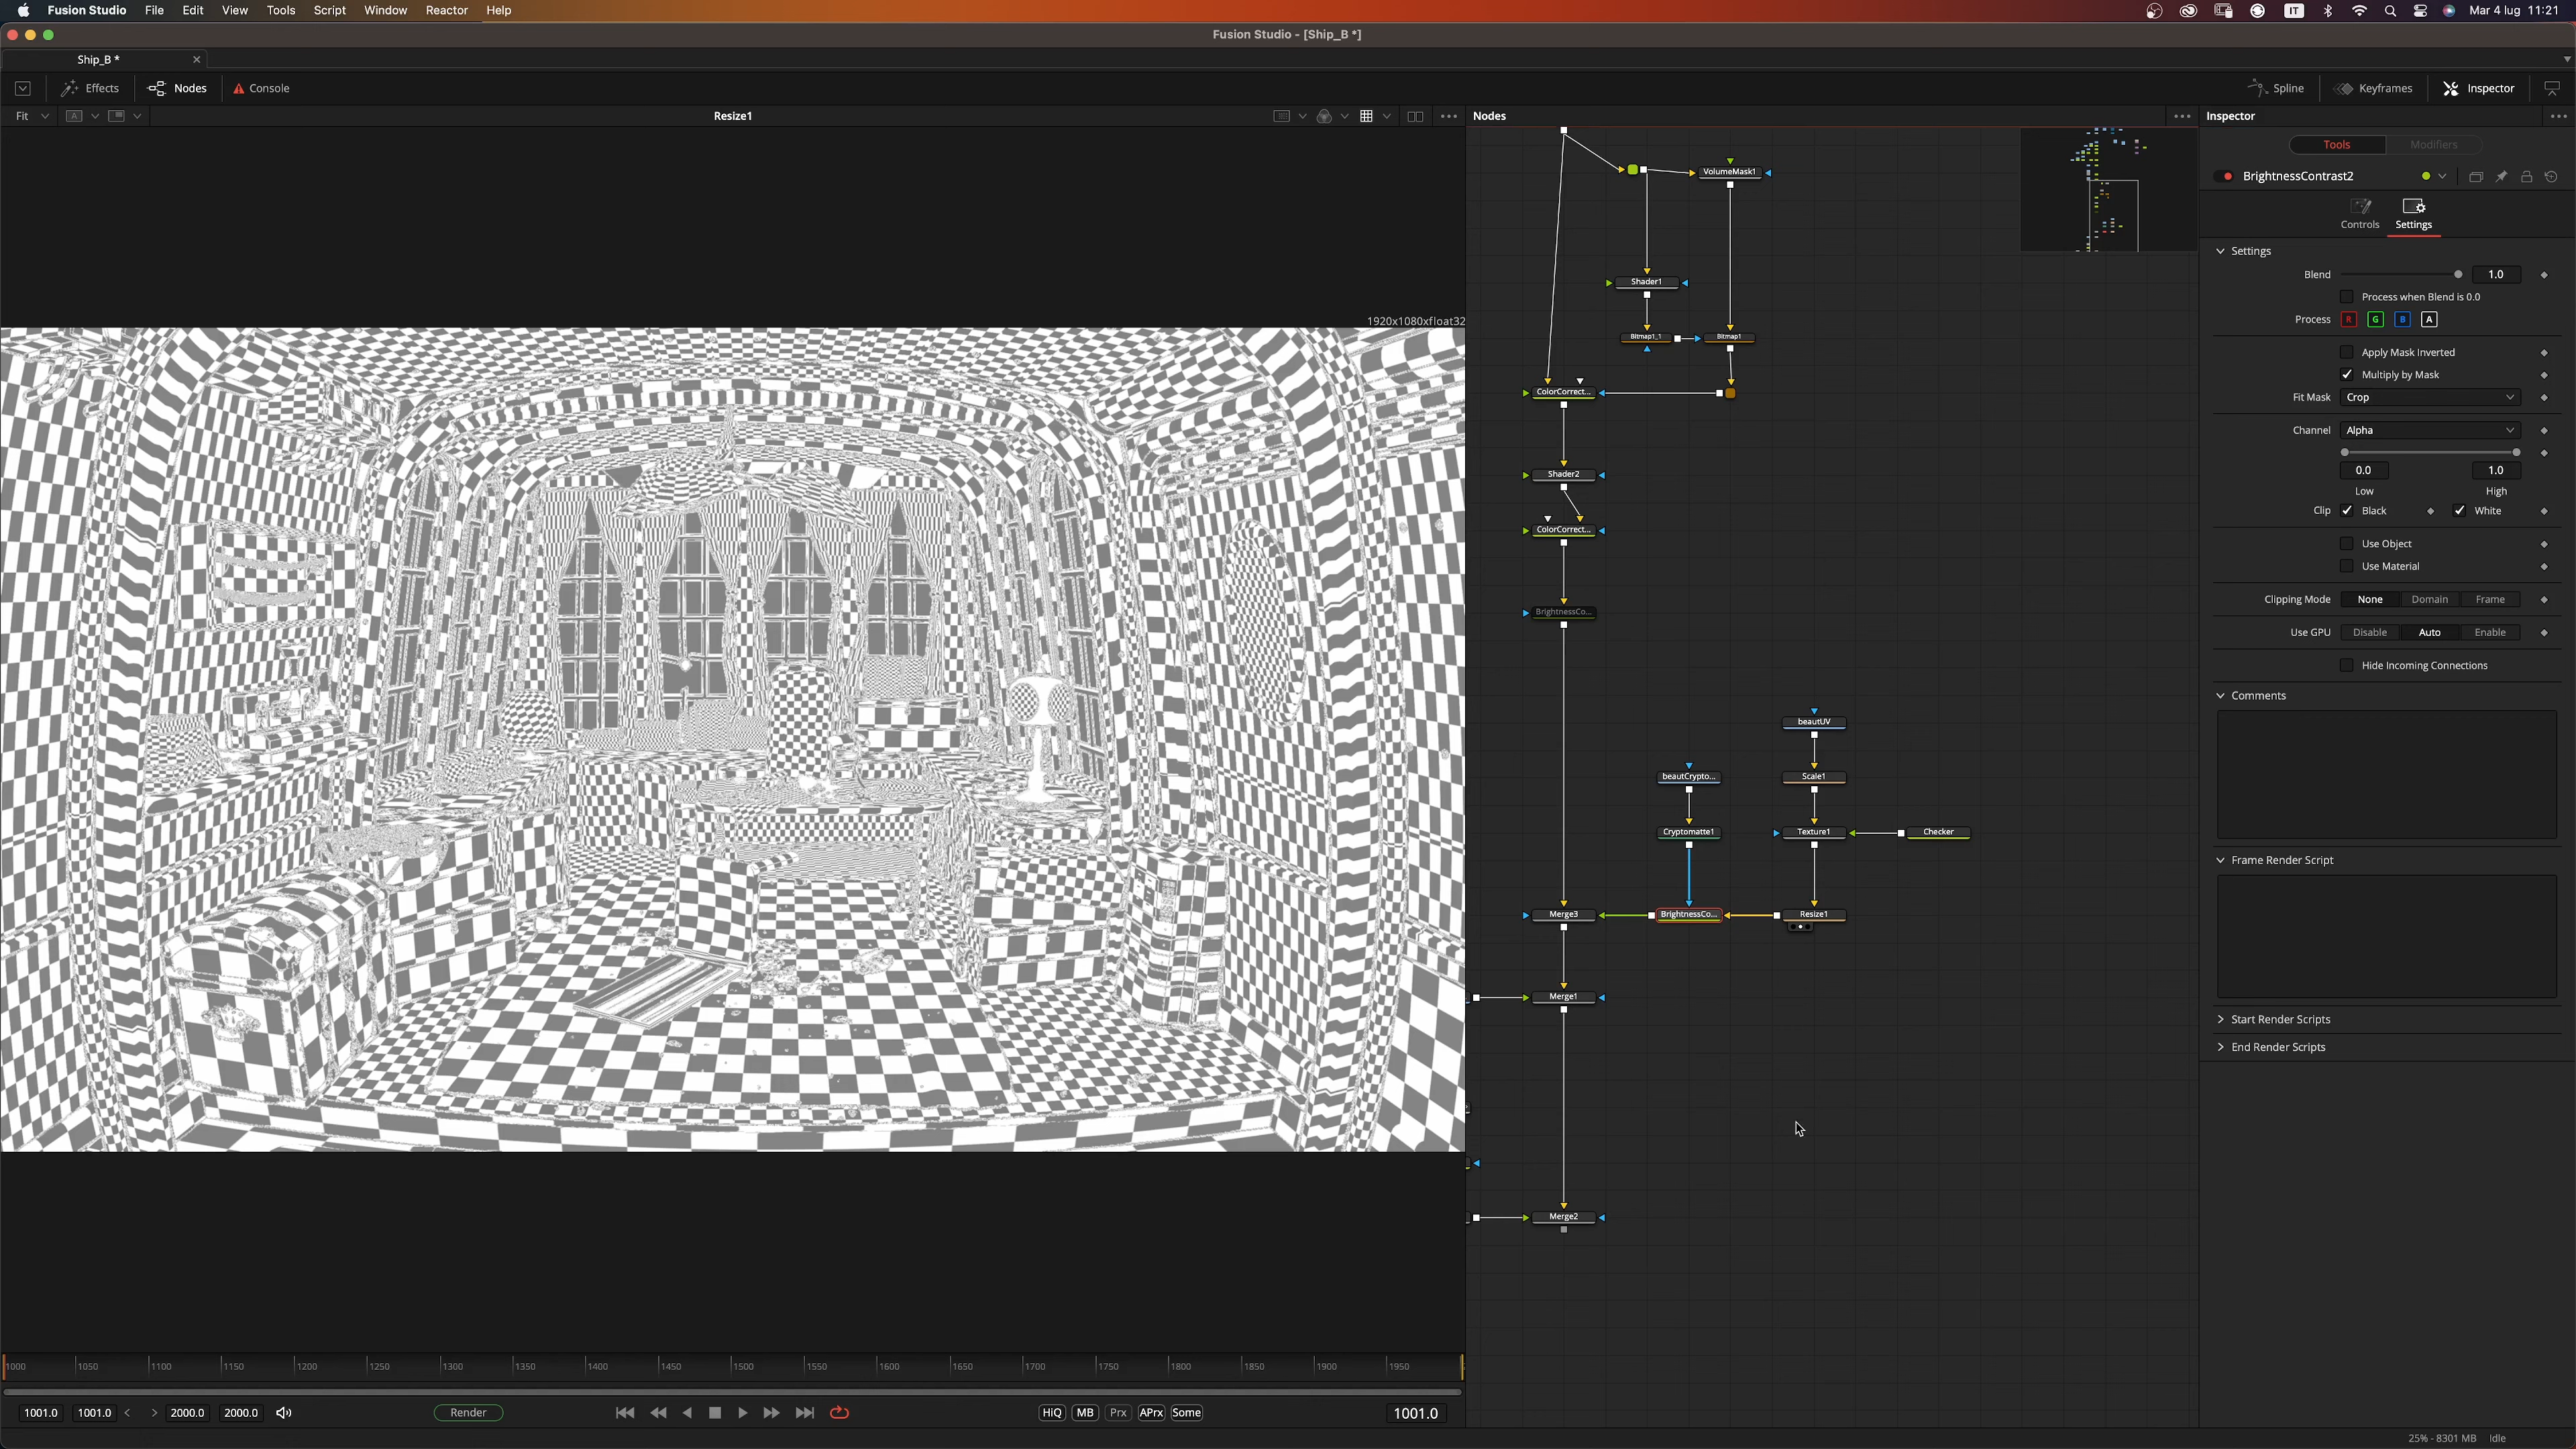 Fusion Studio File Edit View Tools Script Window Reactor Help IT Mar 4 lug 11:21
Fusion Studio - [Ship_B *]
Ship_B *
Effects Nodes Console Spline Keyframes Inspector
Fit A Resize1 Nodes Inspector
Tools Modifiers
VolumeMask1
BrightnessContrast2
Controls Settings
Settings
Blend 1.0
Shader1
Process when Blend is 0.0
Process R G B A
1920x1080xfloat32
Bitmap1_1 Bitmap1
Apply Mask Inverted
Multiply by Mask
ColorCorrect...
Fit Mask Crop
Channel Alpha
Shader2
0.0 1.0
Low High
Clip Black White
ColorCorrect...
Use Object
Use Material
Clipping Mode None Domain Frame
BrightnessCo...
Use GPU Disable Auto Enable
Hide Incoming Connections
Comments
beautUV
beautCrypto... Scale1
Cryptomatte1 Texture1 Checker
Frame Render Script
Merge3 BrightnessCo... Resize1
Merge1
Start Render Scripts
End Render Scripts
Merge2
1000 1050 1100 1150 1200 1250 1300 1350 1400 1450 1500 1550 1600 1650 1700 1750 1800 1850 1900 1950
1001.0 1001.0 < > 2000.0 2000.0 Render HiQ MB Prx APrx Some 1001.0
25% - 8301 MB Idle